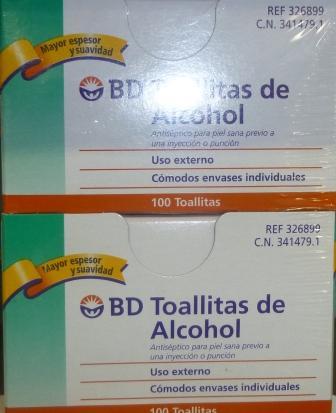 REF 326899
C.N. 341479.1
Mayor espesor
y suavidad
BD Toallitas de
Alcohol
Antiséptico para piel sana previo a
una inyección o punción
Uso externo
Cómodos envases individuales
100 Toallitas
REF 326899
C.N. 341479.1
Mayor espesor
y suavidad
BD Toallitas de
Alcohol
Antiséptico para piel sana previo a
una inyección o punción
Uso externo
Cómodos envases individuales
100 Toallitas